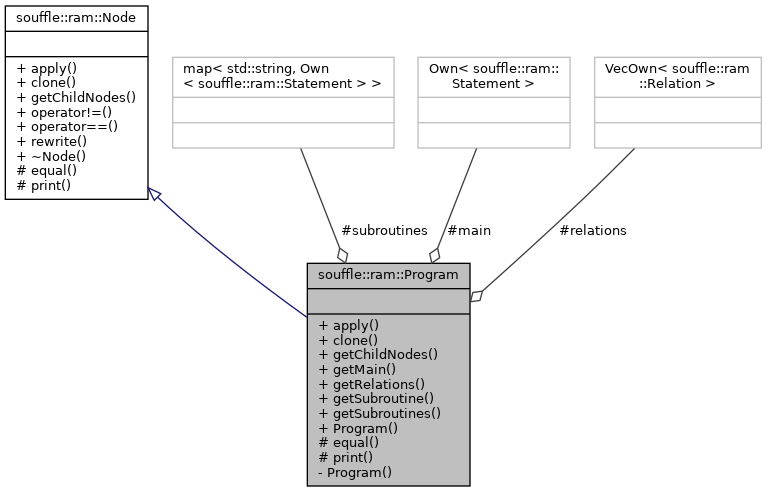 souffle::ram::Node
+ apply()
+ clone()
+ getChildNodes()
+ operator!=()
+ operator==()
+ rewrite()
+ ~Node()
# equal()
# print()
map< std::string, Own
< souffle::ram::Statement > >
Own< souffle::ram::
Statement >
VecOwn< souffle::ram
::Relation >
#subroutines
#main
#relations
souffle::ram::Program
+ apply()
+ clone()
+ getChildNodes()
+ getMain()
+ getRelations()
+ getSubroutine()
+ getSubroutines()
+ Program()
# equal()
# print()
- Program()